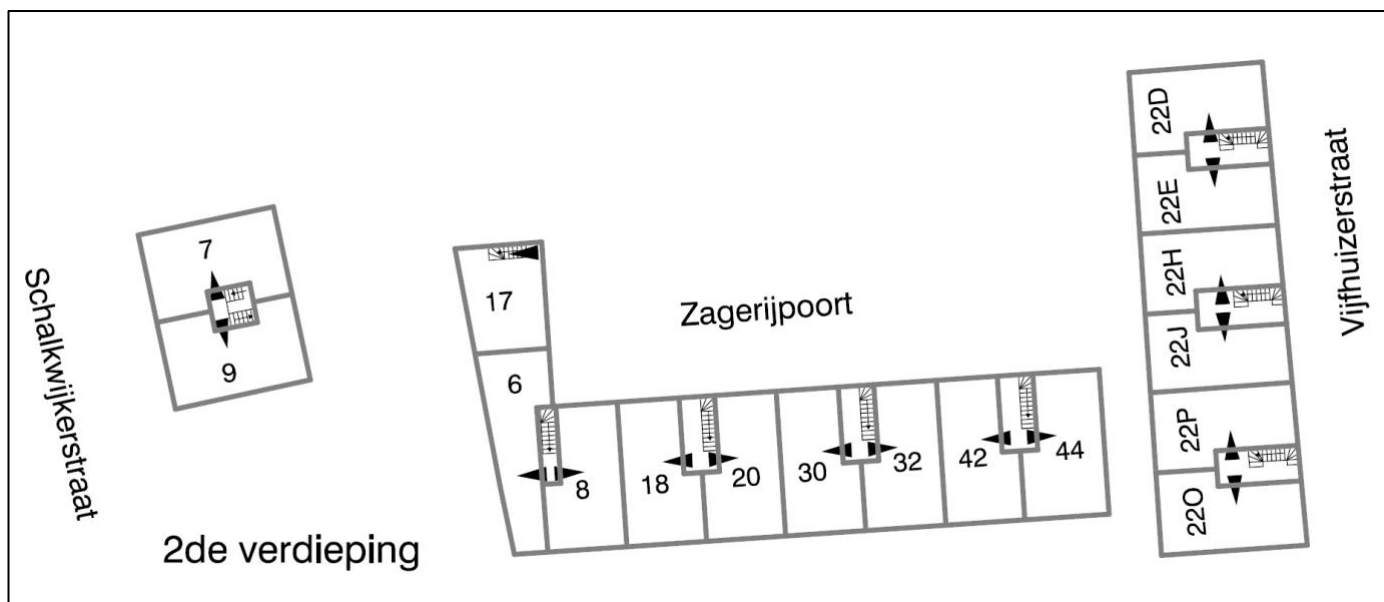 Schalkwijkerstraat
7
9
17
6
8
18
20
30
32
42
44
Zagerijpoort
22D
22E
22H
22J
22P
22O
Vijfhuizerstraat
2de verdieping